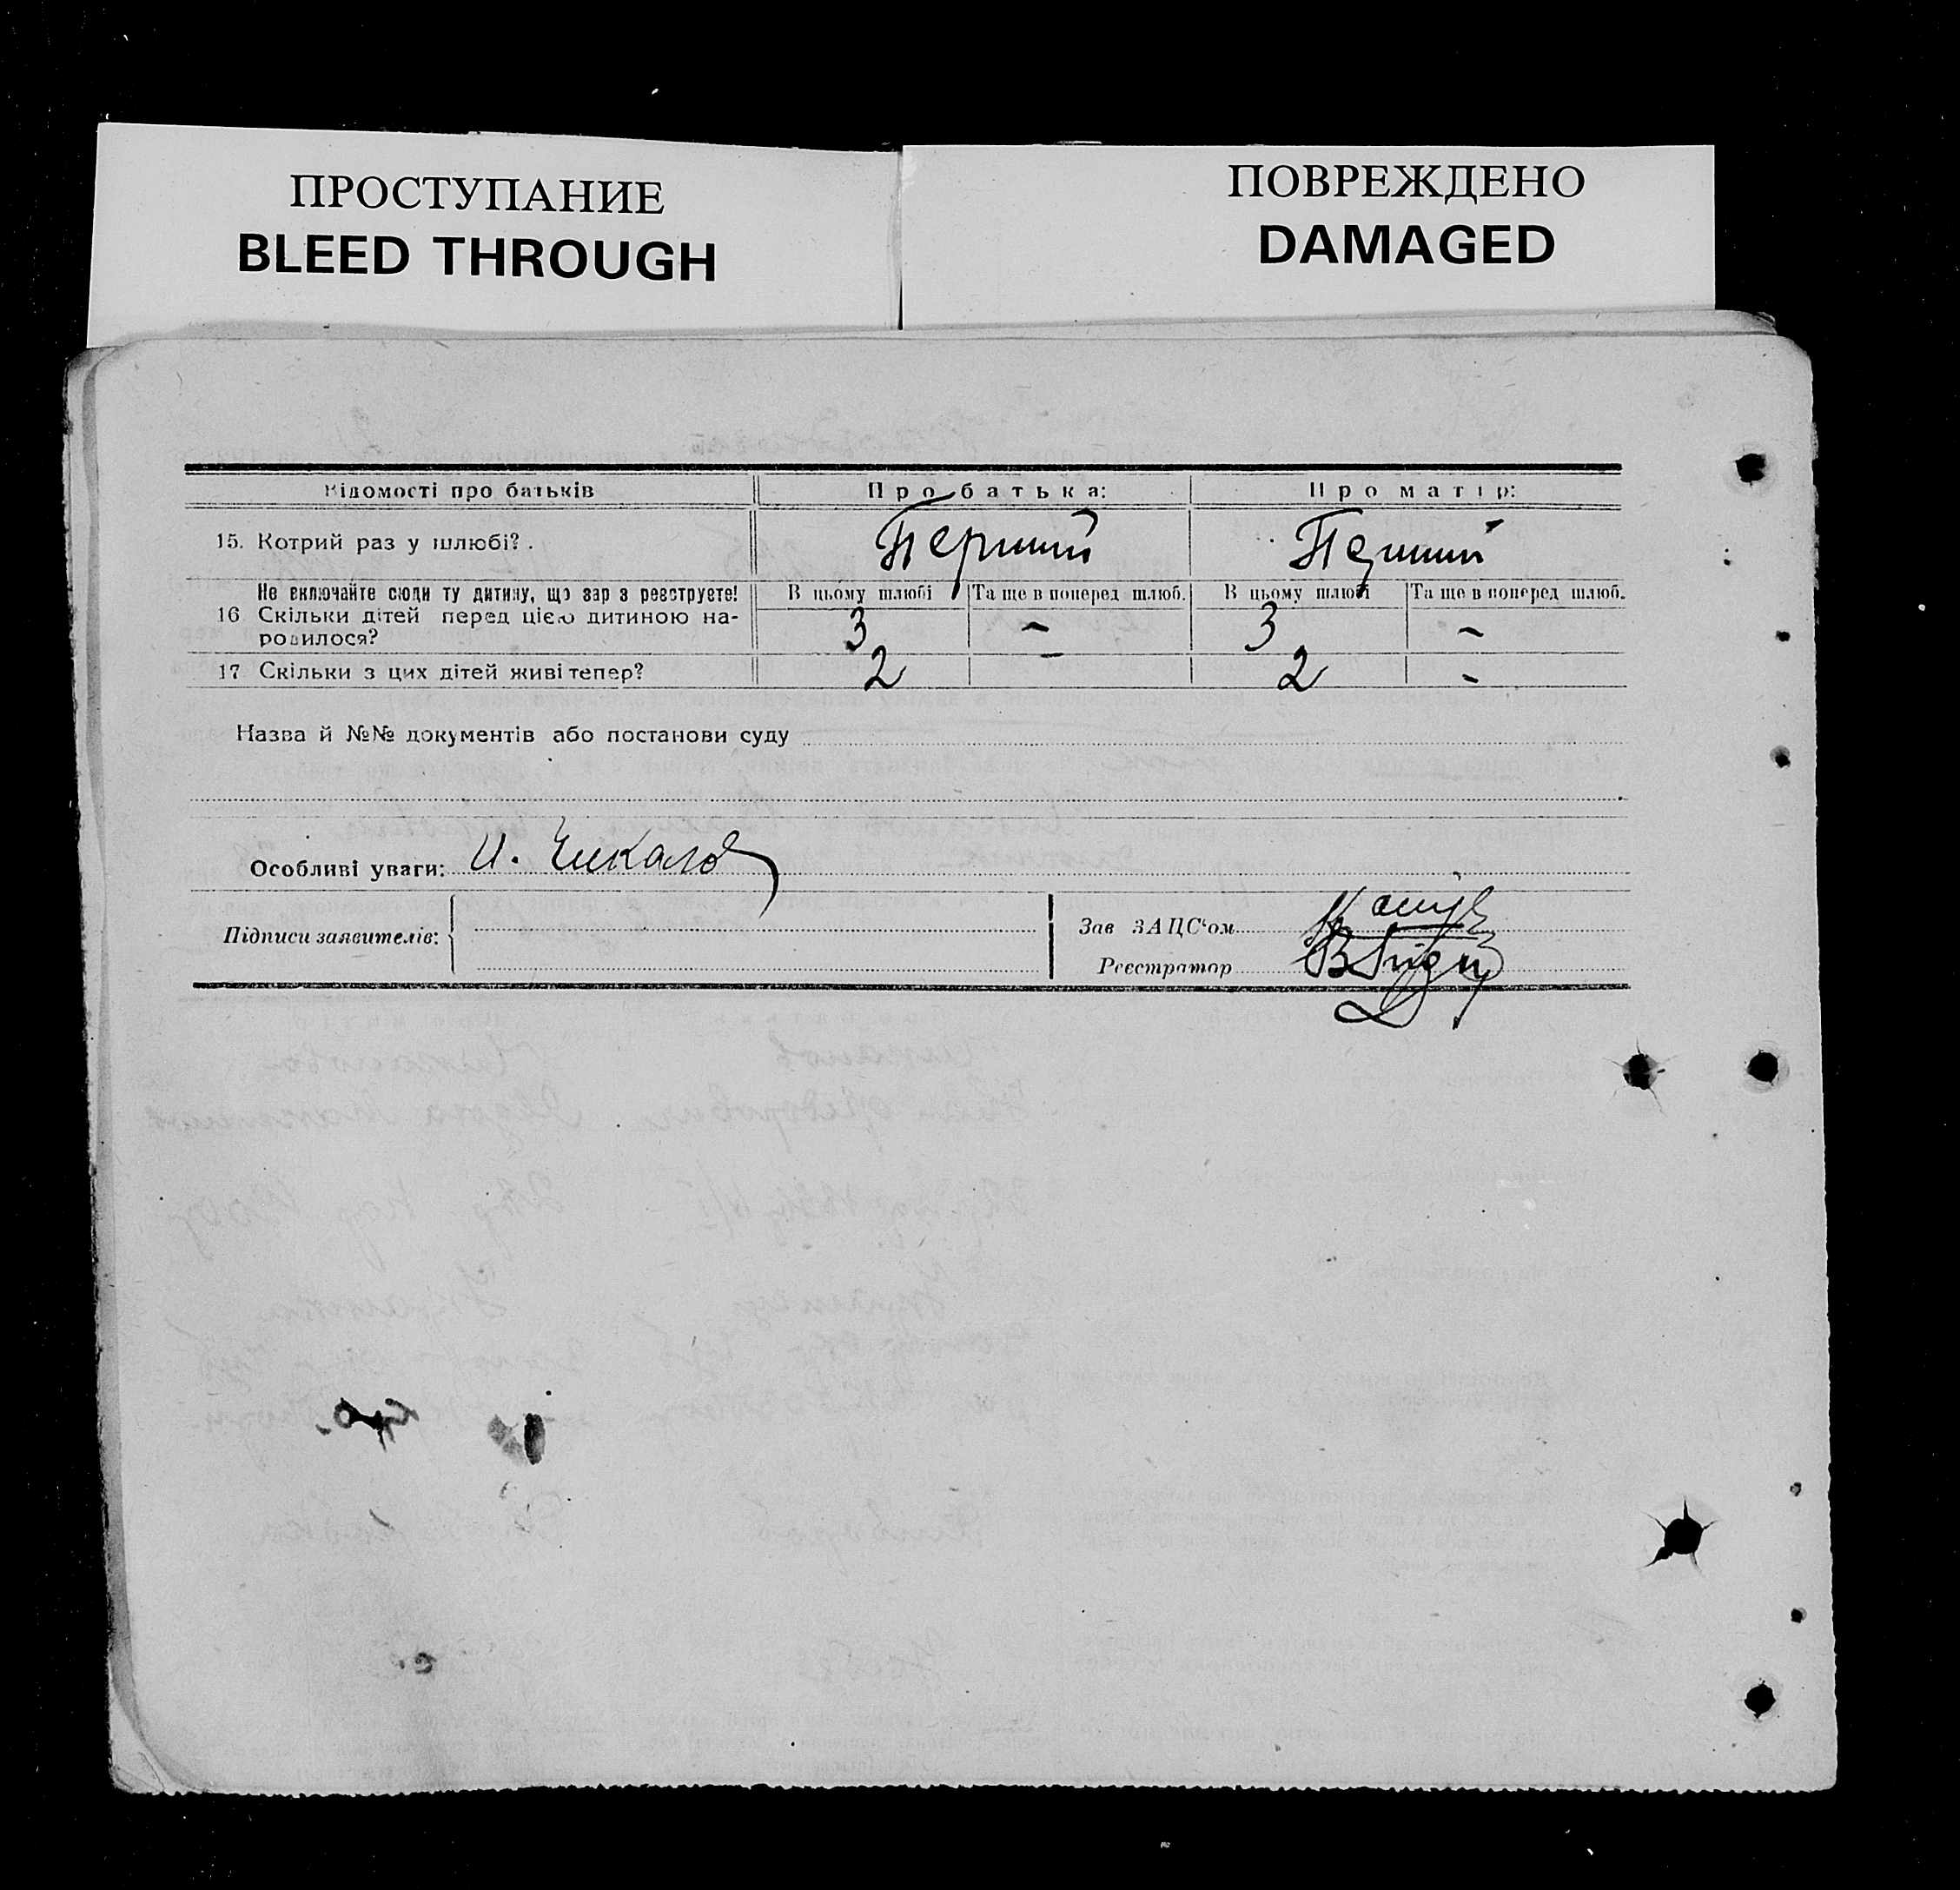 ПРОСТУПАНИЕ
BLEED THROUGH
ПОВРЕЖДЕНО
DAMAGED
Відомості про батьків
Про батька:
Про матір:
15. Котрий раз у шлюбі?.
Перший
Перший
Не включайте сюди ту дитину, що зар з реєструєте!
В цьому шлюбі
Та ще в поперед шлюб.
В цьому шлюбі
Та ще в поперед шлюб.
16 Скільки дітей перед цією дитиною на-
родилося?
3
-
3
-
17 Скільки з цих дітей живі тепер?
2
-
2
-
Назва й №№ документів або постанови суду
Особливі уваги:
Підписи заявителів:
Зав ЗАЦС'ом
Реєстратор